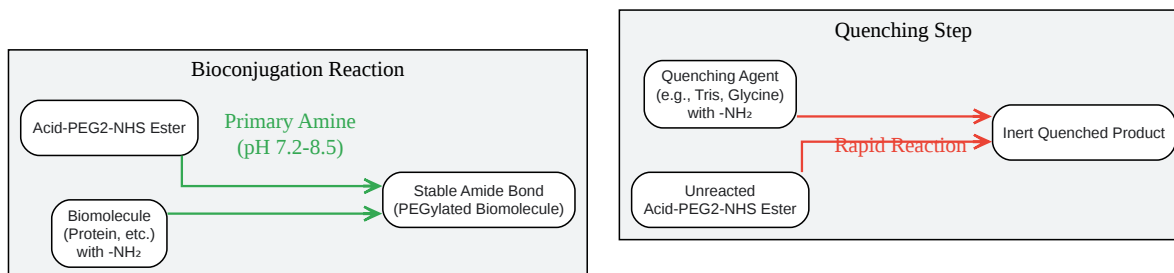 Bioconjugation Reaction
Acid-PEG2-NHS Ester
Primary Amine
(pH 7.2-8.5)
Biomolecule
(Protein, etc.)
with -NH₂
Stable Amide Bond
(PEGylated Biomolecule)
Quenching Step
Quenching Agent
(e.g., Tris, Glycine)
with -NH₂
Rapid Reaction
Inert Quenched Product
Unreacted
Acid-PEG2-NHS Ester